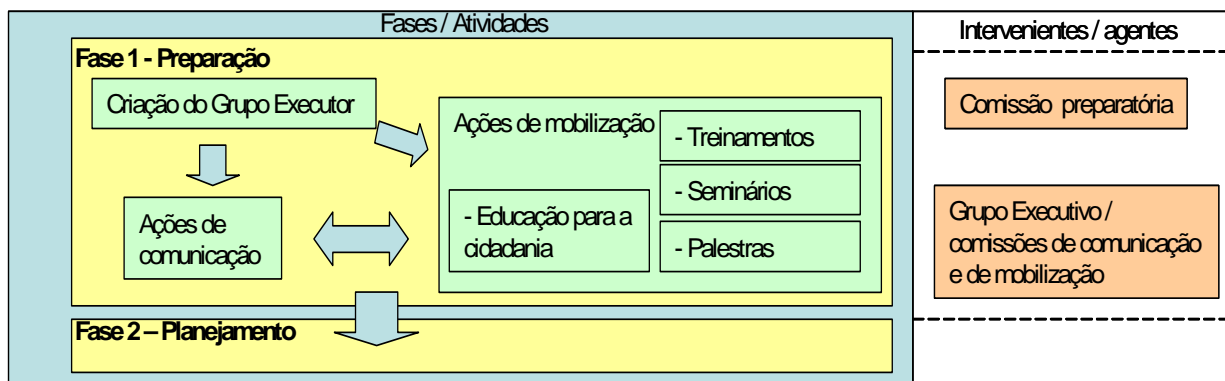 Fases / Atividades
Intervenientes / agentes
Fase 1 - Preparação
Criação do Grupo Executor
Ações de mobilização
- Treinamentos
- Seminários
- Palestras
- Educação para a
cidadania
Ações de
comunicação
Comissão preparatória
Grupo Executivo /
comissões de comunicação
e de mobilização
Fase 2 – Planejamento